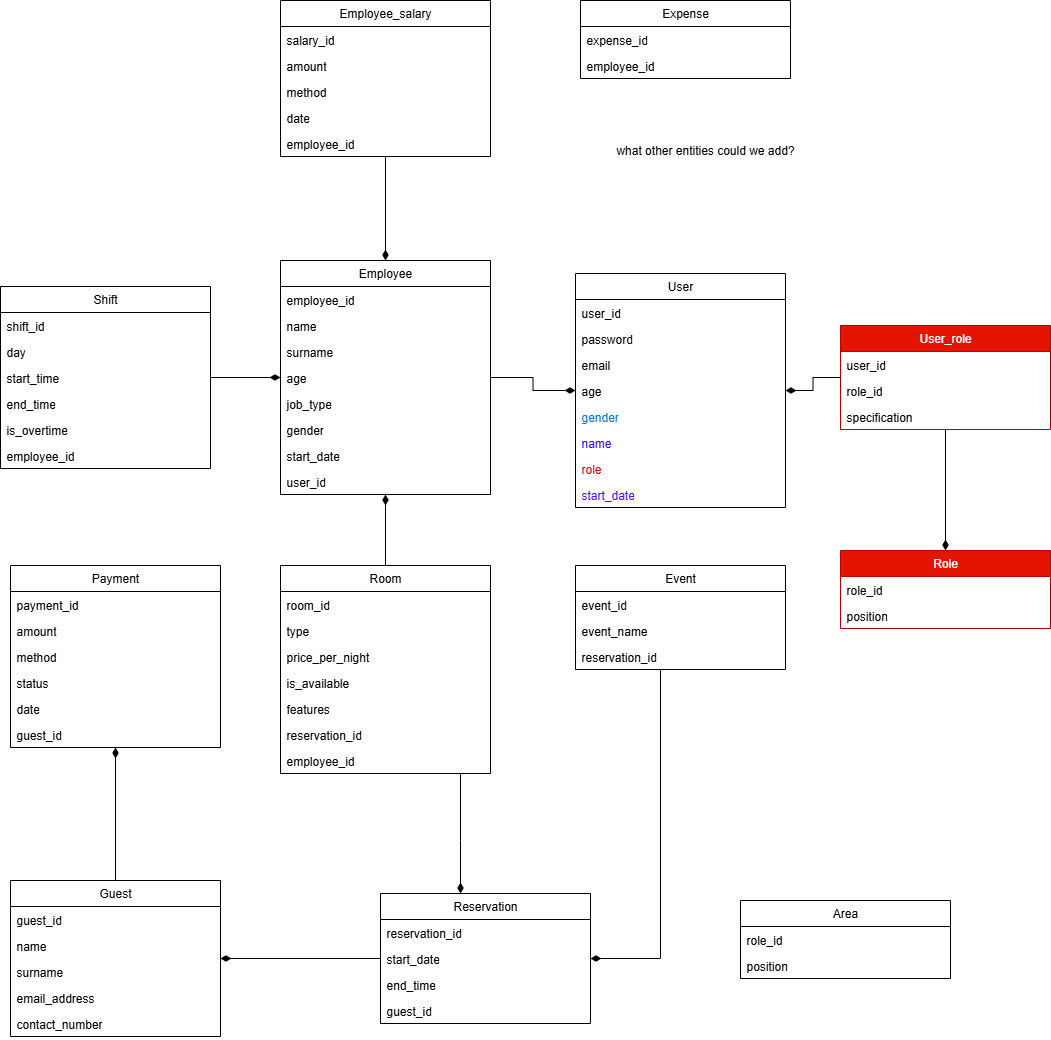 Employee_salary
salary_id
amount
method
date
employee_id
Expense
expense_id
employee_id
what other entities could we add?
Shift
shift_id
day
start_time
end_time
is_overtime
employee_id
Employee
employee_id
name
surname
age
job_type
gender
start_date
user_id
User
user_id
password
email
age
gender
name
role
start_date
User_role
user_id
role_id
specification
Role
role_id
position
Payment
payment_id
amount
method
status
date
guest_id
Room
room_id
type
price_per_night
is_available
features
reservation_id
employee_id
Event
event_id
event_name
reservation_id
Guest
guest_id
name
surname
email_address
contact_number
Reservation
reservation_id
start_date
end_time
guest_id
Area
role_id
position